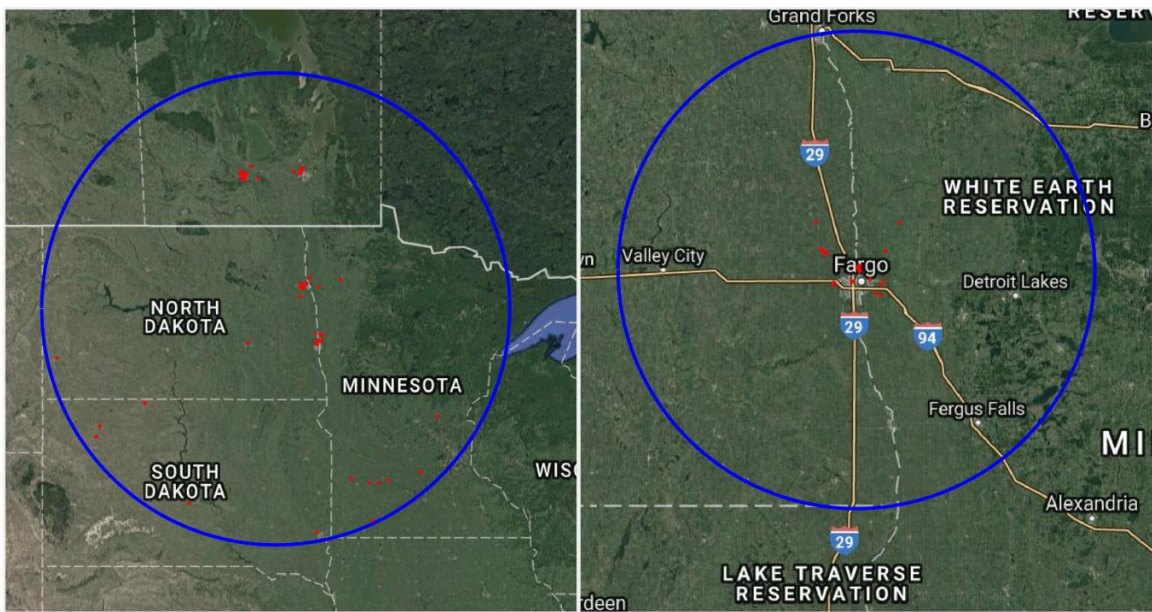 NORTH
DAKOTA
MINNESOTA
SOUTH
DAKOTA
WISC
Grand Forks
RESERV
29
B
WHITE EARTH
RESERVATION
vn
Valley City
Fargo
Detroit Lakes
29
94
Fergus Falls
MI
Alexandria
29
LAKE TRAVERSE
RESERVATION
rdeen